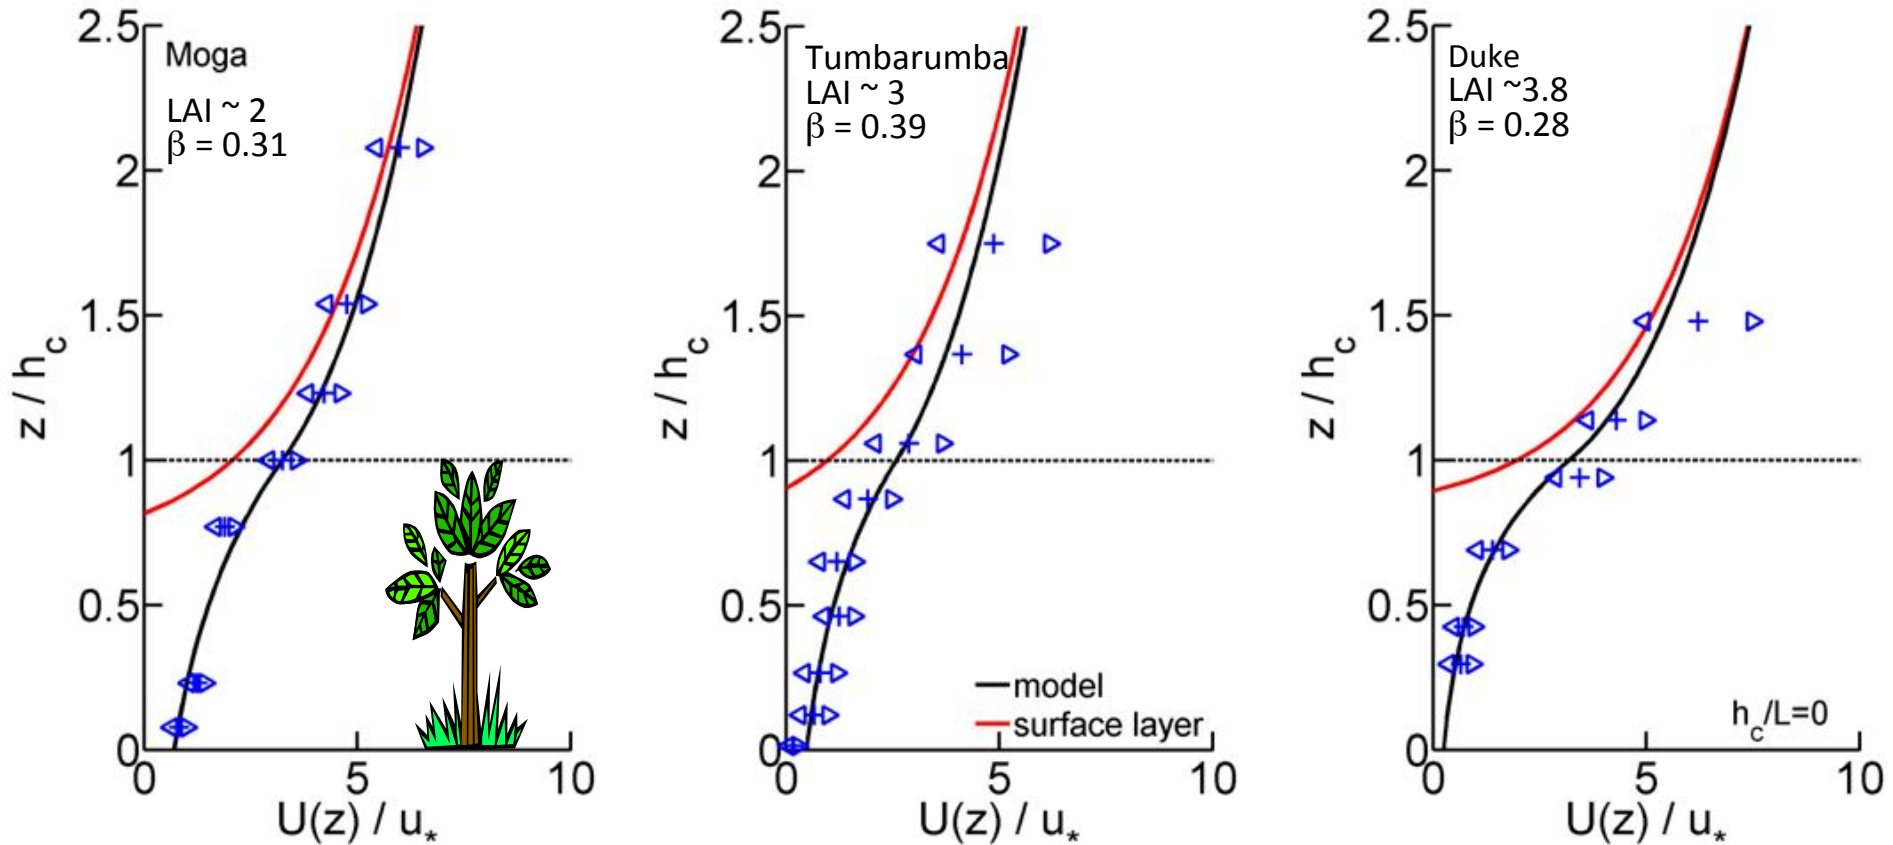 2.5
2
1.5
1
0.5
0
0
5
10
z / h_c
U(z) / u_*
Moga
LAI ~ 2
β = 0.31
2.5
2
1.5
1
0.5
0
0
5
10
z / h_c
U(z) / u_*
Tumbarumba
LAI ~ 3
β = 0.39
model
surface layer
2.5
2
1.5
1
0.5
0
0
5
10
z / h_c
U(z) / u_*
Duke
LAI ~3.8
β = 0.28
h_c/L=0